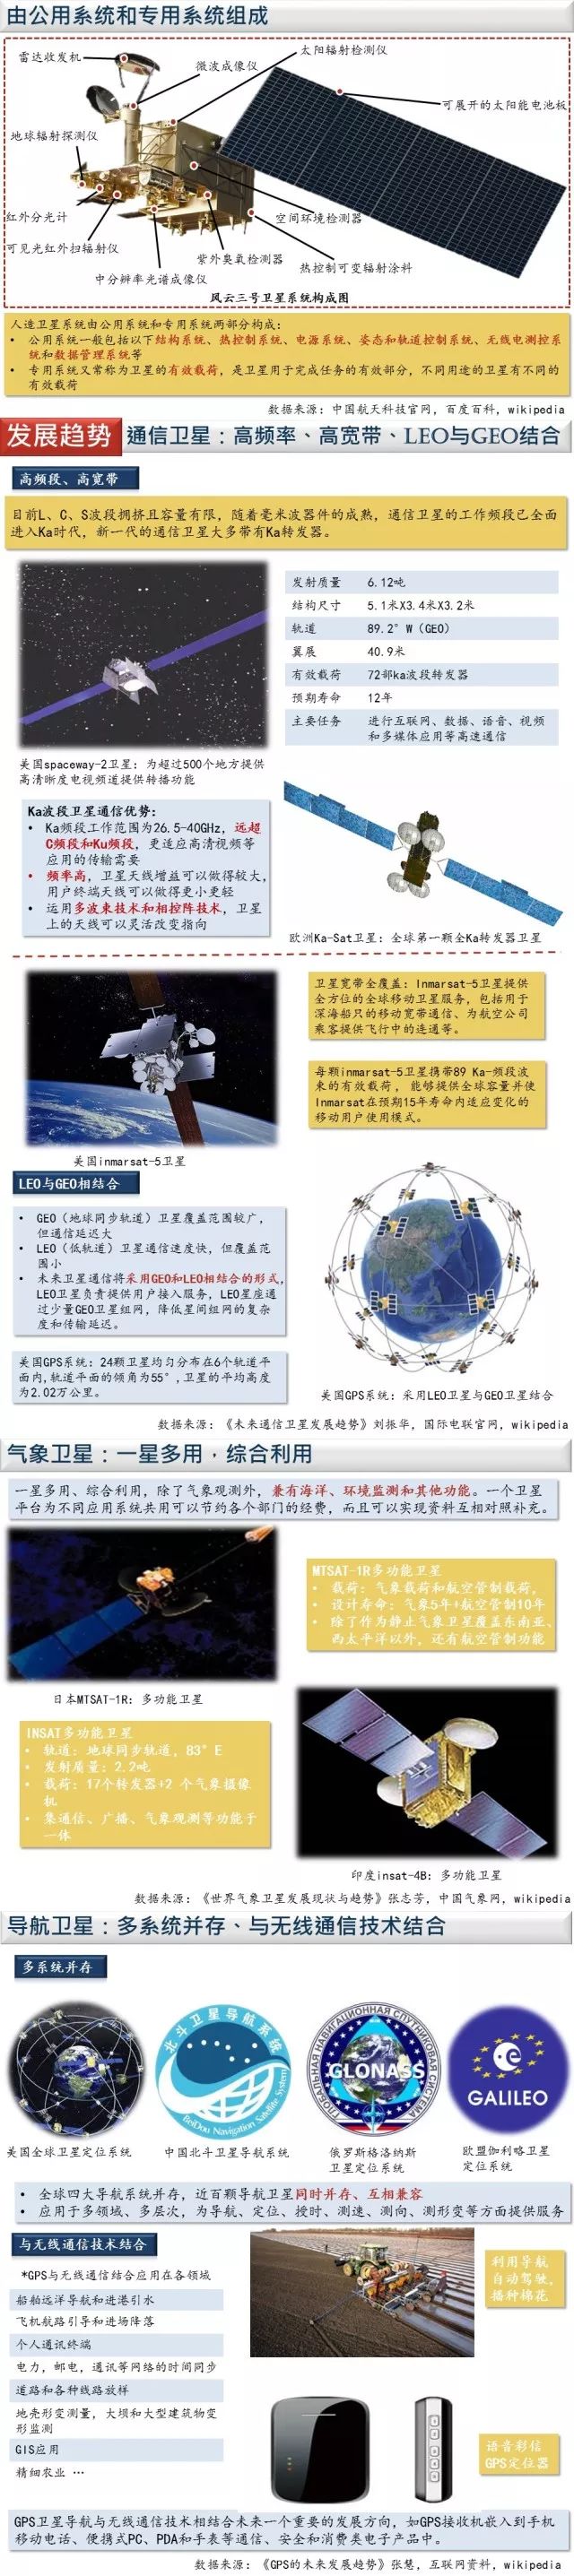 由公用系统和专用系统组成
雷达收发机
太阳辐射检测仪
微波成像仪
可展开的太阳能电池板
地球辐射探测仪
红外分光计
空间环境检测器
可见光红外扫辐射仪
紫外臭氧检测器
热控制可变辐射涂料
中分辨率光谱成像仪
风云三号卫星系统构成图
人造卫星系统由公用系统和专用系统两部分构成：
• 公用系统一般包括以下结构系统、热控制系统、电源系统、姿态和轨道控制系统、无线电测控系
统和数据管理系统等
• 专用系统又常称为卫星的有效载荷，是卫星用于完成任务的有效部分，不同用途的卫星有不同的
有效载荷
数据来源：中国航天科技官网，百度百科，wikipedia
发展趋势
通信卫星：高频率、高宽带、LEO与GEO结合
高频段、高宽带
目前L、C、S波段拥挤且容量有限，随着毫米波器件的成熟，通信卫星的工作频段已全面
进入Ka时代，新一代的通信卫星大多带有Ka转发器。
发射质量 6.12吨
结构尺寸 5.1米X3.4米X3.2米
轨道 89.2° W（GEO）
翼展 40.9米
有效载荷 72部ka波段转发器
预期寿命 12年
主要任务 进行互联网、数据、语音、视频
和多媒体应用等高速通信
美国spaceway-2卫星：为超过500个地方提供
高清晰度电视频道提供转播功能
Ka波段卫星通信优势：
• Ka频段工作范围为26.5-40GHz，远超
C频段和Ku频段，更适应高清视频等
应用的传输需要
• 频率高，卫星天线增益可以做得较大，
用户终端天线可以做得更小更轻
• 运用多波束技术和相控阵技术，卫星
上的天线可以灵活改变指向
欧洲Ka-Sat卫星：全球第一颗全Ka转发器卫星
卫星宽带全覆盖：Inmarsat-5卫星提供
全方位的全球移动卫星服务，包括用于
深海船只的移动宽带通信、为航空公司
乘客提供飞行中的连通等。
每颗inmarsat-5卫星携带89 Ka-频段波
束的有效载荷，能够提供全球容量并使
Inmarsat在预期15年寿命内适应变化的
移动用户使用模式。
美国inmarsat-5卫星
LEO与GEO相结合
• GEO（地球同步轨道）卫星覆盖范围较广，
但通信延迟大
• LEO（低轨道）卫星通信速度快，但覆盖范
围小
• 未来卫星通信将采用GEO和LEO相结合的形式，
LEO卫星负责提供用户接入服务，LEO星座通
过少量GEO卫星组网，降低星间组网的复杂
度和传输延迟。
美国GPS系统：24颗卫星均匀分布在6个轨道平
面内，轨道平面的倾角为55°，卫星的平均高度
为2.02万公里。
美国GPS系统：采用LEO卫星与GEO卫星结合
数据来源：《未来通信卫星发展趋势》刘振华，国际电联官网，wikipedia
气象卫星：一星多用，综合利用
一星多用、综合利用，除了气象观测外，兼有海洋、环境监测和其他功能。一个卫星
平台为不同应用系统共用可以节约各个部门的经费，而且可以实现资料互相对照补充。
MTSAT-1R多功能卫星
• 载荷：气象载荷和航空管制载荷，
• 设计寿命：气象5年+航空管制10年
• 除了作为静止气象卫星覆盖东南亚、
西太平洋以外，还有航空管制功能
日本MTSAT-1R：多功能卫星
INSAT多功能卫星
• 轨道：地球同步轨道，83° E
• 发射质量：2.2吨
• 载荷：17个转发器+2 个气象摄像
机
• 集通信、广播、气象观测等功能于
一体
印度insat-4B：多功能卫星
数据来源：《世界气象卫星发展现状与趋势》张志芳，中国气象网，wikipedia
导航卫星：多系统并存、与无线通信技术结合
多系统并存
北斗卫星导航系统
BeiDou Navigation Satellite System
ГЛОБАЛЬНАЯ НАВИГАЦИОННАЯ СПУТНИКОВАЯ СИСТЕМА
GLONASS
GALILEO
美国全球卫星定位系统
中国北斗卫星导航系统
俄罗斯格洛纳斯
卫星定位系统
欧盟伽利略卫星
定位系统
• 全球四大导航系统并存，近百颗导航卫星同时并存、互相兼容
• 应用于多领域、多层次，为导航、定位、授时、测速、测向、测形变等方面提供服务
与无线通信技术结合
*GPS与无线通信结合应用在各领域
船舶远洋导航和进港引水
飞机航路引导和进场降落
个人通讯终端
电力，邮电，通讯等网络的时间同步
道路和各种线路放样
地壳形变测量，大坝和大型建筑物变
形监测
GIS应用
精细农业 …
利用导航
自动驾驶，
播种棉花
语音彩信
GPS定位器
GPS卫星导航与无线通信技术相结合未来一个重要的发展方向，如GPS接收机嵌入到手机
移动电话、便携式PC、PDA和手表等通信、安全和消费类电子产品中。
数据来源：《GPS的未来发展趋势》张慧，互联网资料，wikipedia